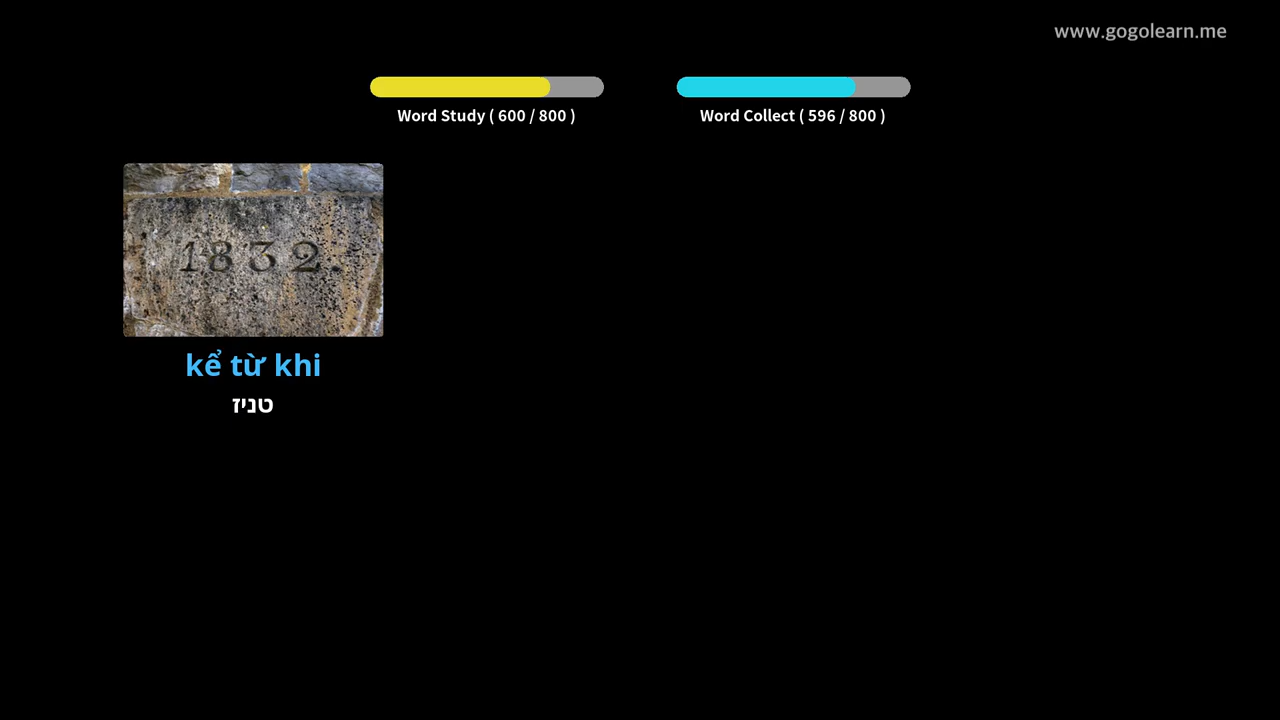 www.gogolearn.me
Word Study ( 600 / 800 )
Word Collect ( 596 / 800 )
1832.
kể từ khi
טניז